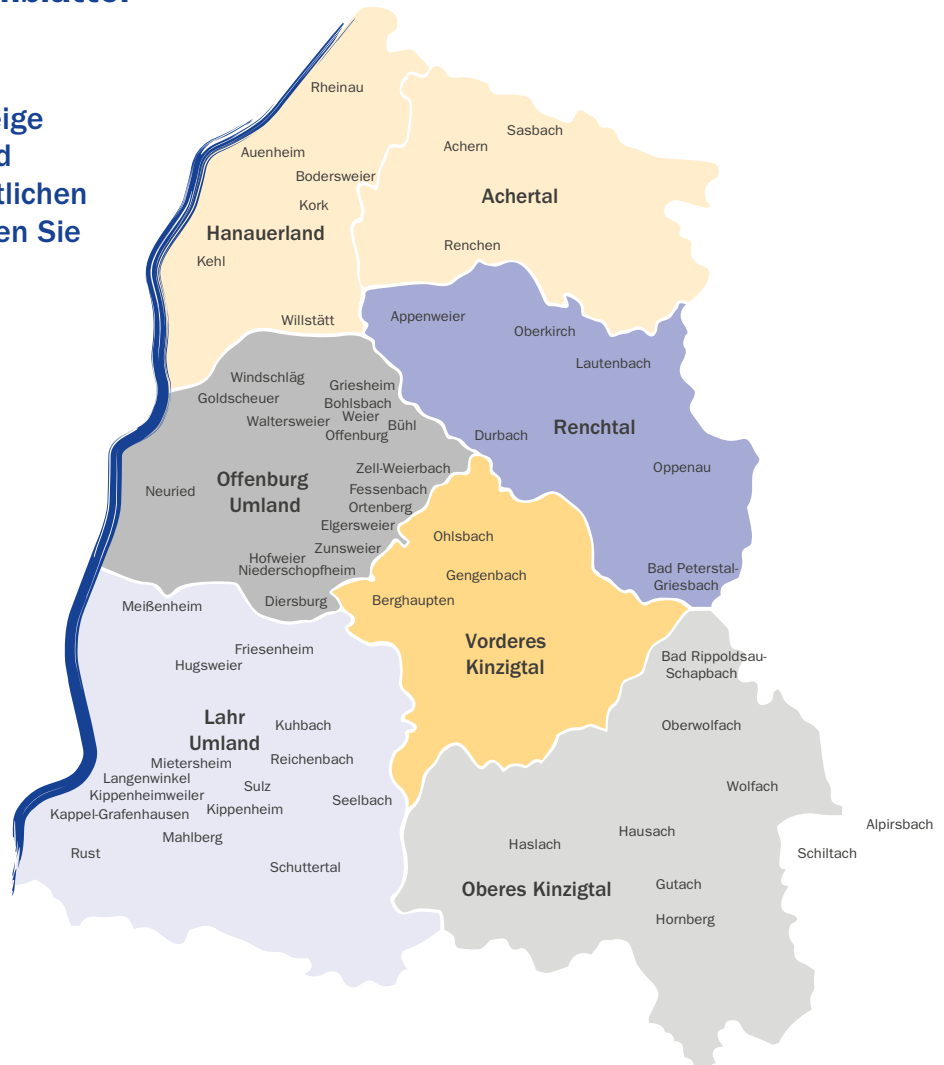 eige
tlichen
en Sie
Rheinau
Sasbach
Achern
Auenheim
Bodersweier
Achertal
Kork
Hanauerland
Renchen
Kehl
Appenweier
Willstätt
Oberkirch
Lautenbach
Windschläg
Griesheim
Goldscheuer
Bohlsbach
Weier
Waltersweier
Bühl
Offenburg
Durbach
Renchtal
Zell-Weierbach
Oppenau
Offenburg
Umland
Neuried
Fessenbach
Ortenberg
Elgersweier
Ohlsbach
Zunsweier
Hofweier
Niederschopfheim
Gengenbach
Bad Peterstal-
Griesbach
Diersburg
Berghaupten
Meißenheim
Vorderes
Kinzigtal
Friesenheim
Hugsweier
Bad Rippoldsau-
Schapbach
Lahr
Umland
Kuhbach
Oberwolfach
Mietersheim
Reichenbach
Langenwinkel
Sulz
Wolfach
Kippenheimweiler
Seelbach
Kappel-Grafenhausen
Kippenheim
Alpirsbach
Mahlberg
Hausach
Haslach
Rust
Schiltach
Schuttertal
Oberes Kinzigtal
Gutach
Hornberg